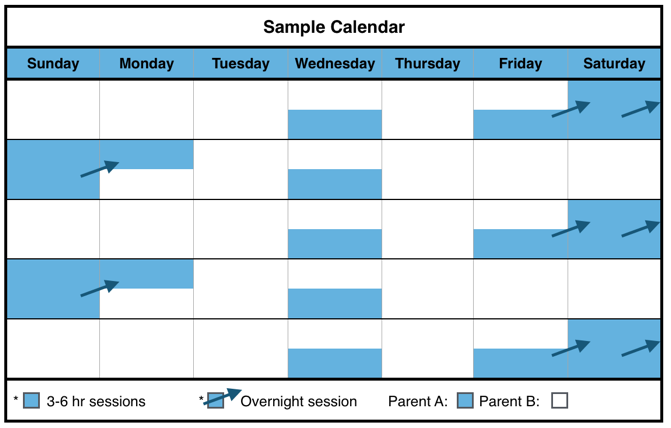 Sample Calendar
Sunday Monday Tuesday Wednesday Thursday Friday Saturday
* 3-6 hr sessions * Overnight session Parent A: Parent B: